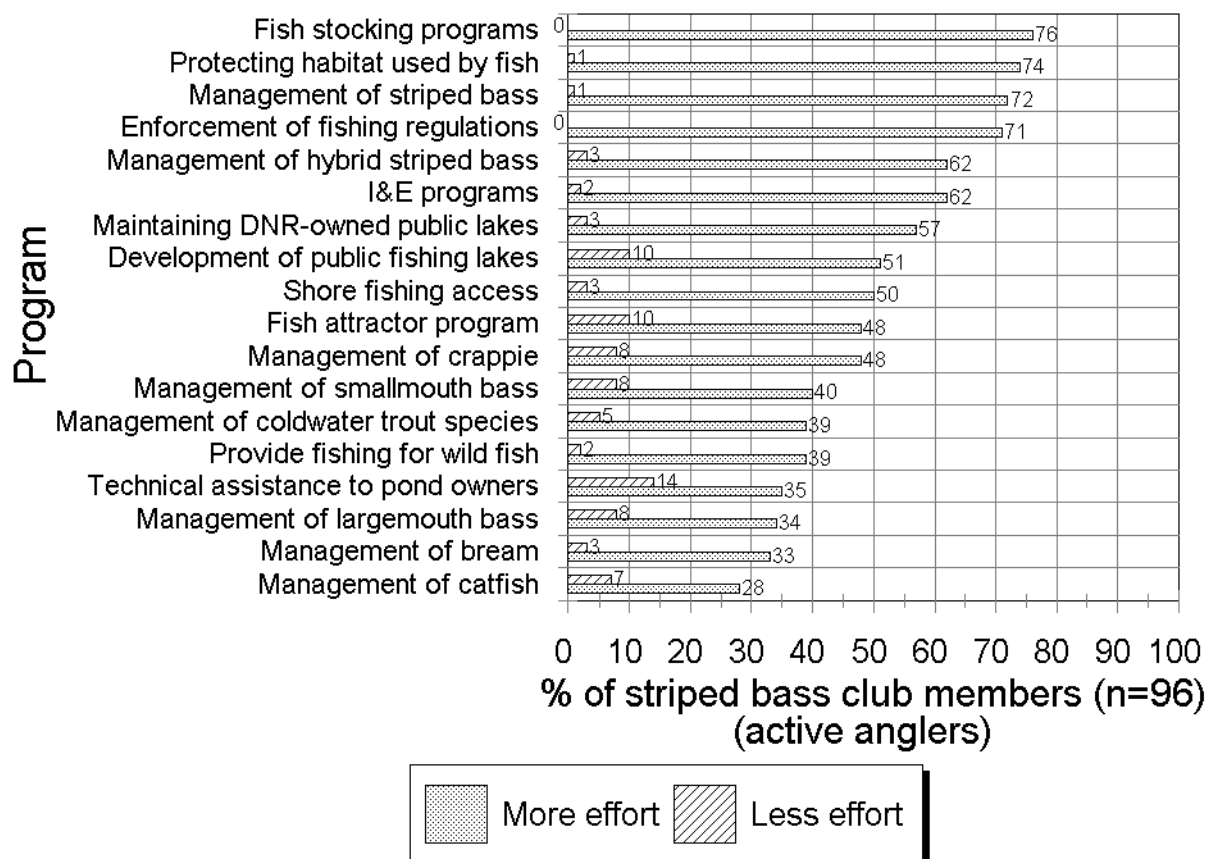 Fish stocking programs 0 76
Protecting habitat used by fish 1 74
Management of striped bass 1 72
Enforcement of fishing regulations 0 71
Management of hybrid striped bass 3 62
I&E programs 2 62
Maintaining DNR-owned public lakes 3 57
Development of public fishing lakes 10 51
Shore fishing access 3 50
Fish attractor program 10 48
Management of crappie 8 48
Management of smallmouth bass 8 40
Management of coldwater trout species 5 39
Provide fishing for wild fish 2 39
Technical assistance to pond owners 14 35
Management of largemouth bass 8 34
Management of bream 3 33
Management of catfish 7 28
Program
0 10 20 30 40 50 60 70 80 90 100
% of striped bass club members (n=96)
(active anglers)
More effort Less effort